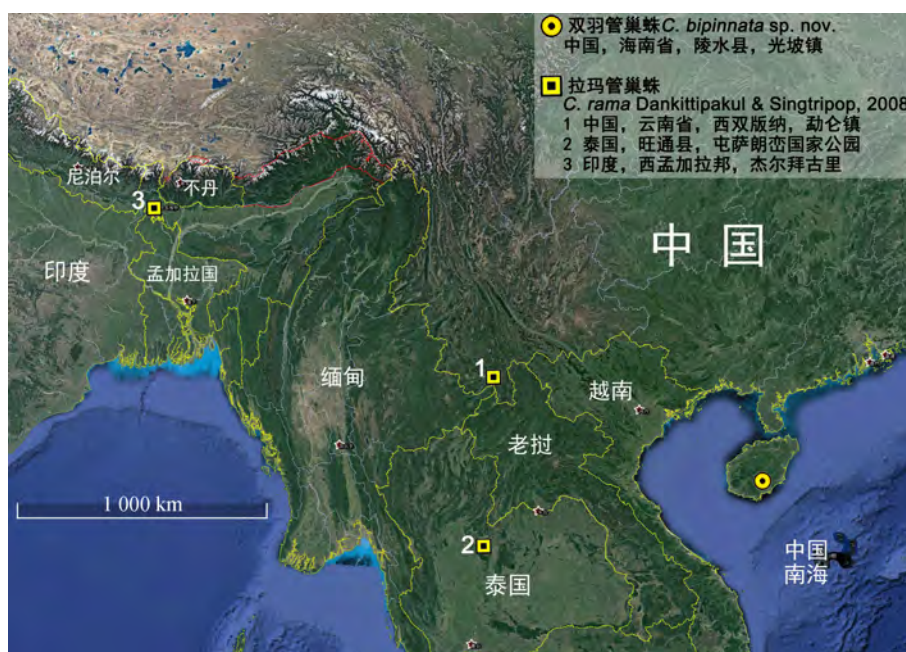 双羽管巢蛛C. bipinnata sp. nov.
中国，海南省，陵水县，光坡镇
拉玛管巢蛛
C. rama Dankittipakul & Singtripop, 2008
1 中国，云南省，西双版纳，勐仑镇
2 泰国，旺通县，屯萨朗峦国家公园
3 印度，西孟加拉邦，杰尔拜古里
尼泊尔
不丹
3
中 国
印度
孟加拉国
缅甸
1
越南
老挝
1 000 km
2
中国
南海
泰国